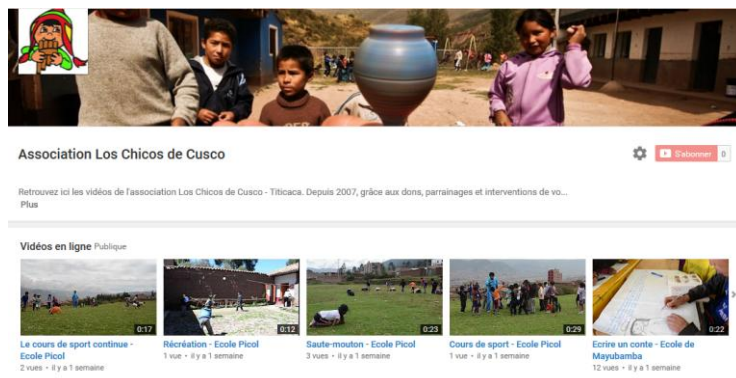 Association Los Chicos de Cusco
S'abonner 0
Retrouvez ici les vidéos de l'association Los Chicos de Cusco - Titicaca. Depuis 2007, grâce aux dons, parrainages et interventions de vo...
Plus
Vidéos en ligne Publique
0:17
Le cours de sport continue -
Ecole Picol
2 vues • il y a 1 semaine
0:12
Récréation - Ecole Picol
1 vue • il y a 1 semaine
0:23
Saute-mouton - Ecole Picol
3 vues • il y a 1 semaine
0:29
Cours de sport - Ecole Picol
1 vue • il y a 1 semaine
0:22
Ecrire un conte - Ecole de
Mayubamba
12 vues • il y a 1 semaine